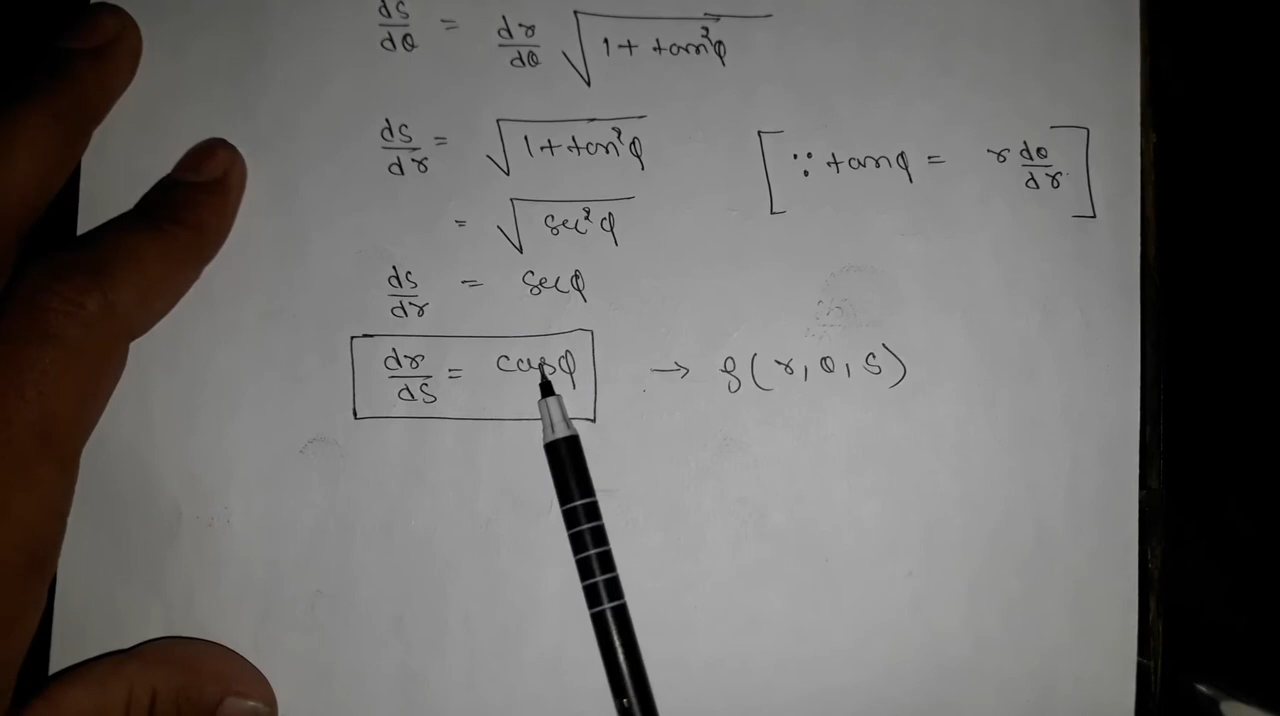 ds/dθ = dr/dθ √(1 + tan²φ)
ds/dr = √(1 + tan²φ) [∵ tanφ = r dθ/dr]
= √(sec²φ)
ds/dr = secφ
dr/ds = cosφ → f(r, θ, s)